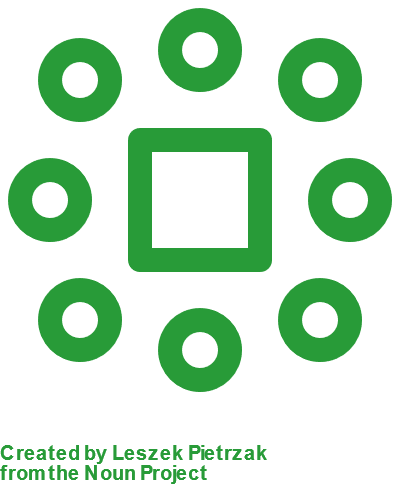 Created by Leszek Pietrzak
from the Noun Project